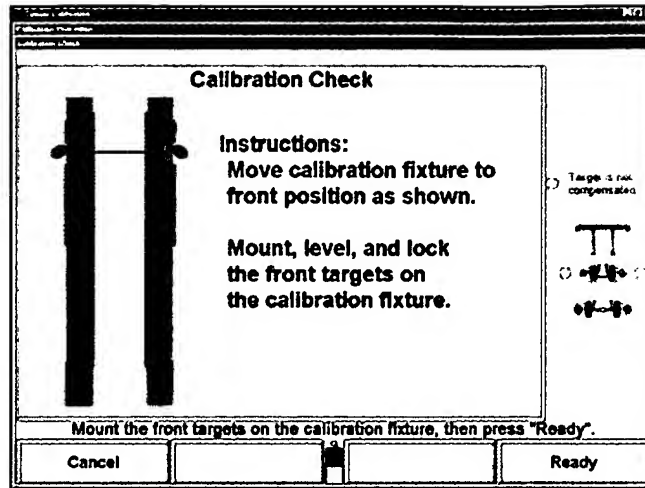 Calibration Check
Calibration Check
Instructions:
Move calibration fixture to
front position as shown.
Mount, level, and lock
the front targets on
the calibration fixture.
Target is not
compensated
Mount the front targets on the calibration fixture, then press "Ready".
Cancel
Ready